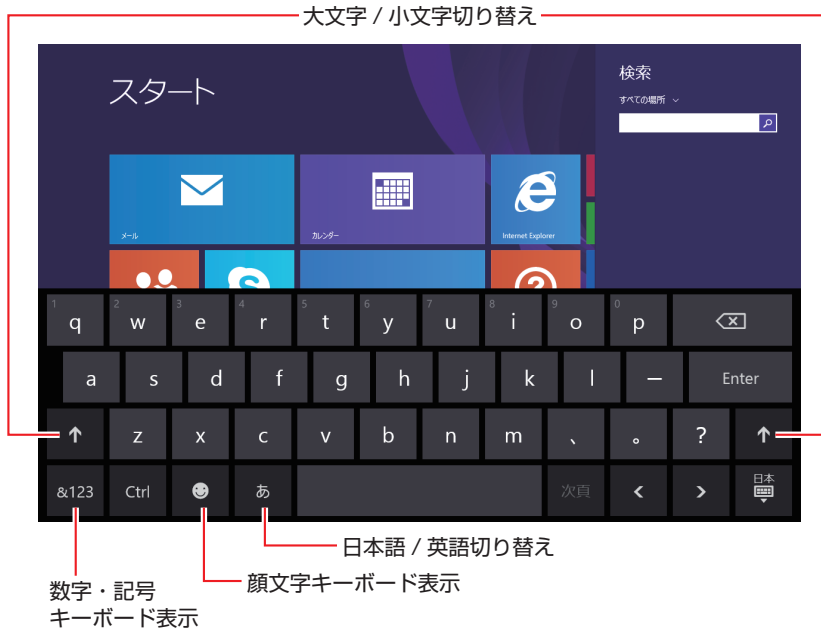 大文字 / 小文字切り替え
スタート
検索
すべての場所
メール
カレンダー
Internet Explorer
1 q 2 w 3 e 4 r 5 t 6 y 7 u 8 i 9 o 0 p
a s d f g h j k l ー Enter
z x c v b n m 、 。 ?
&123 Ctrl あ 次頁 < > 日本
日本語 / 英語切り替え
顔文字キーボード表示
数字・記号
キーボード表示